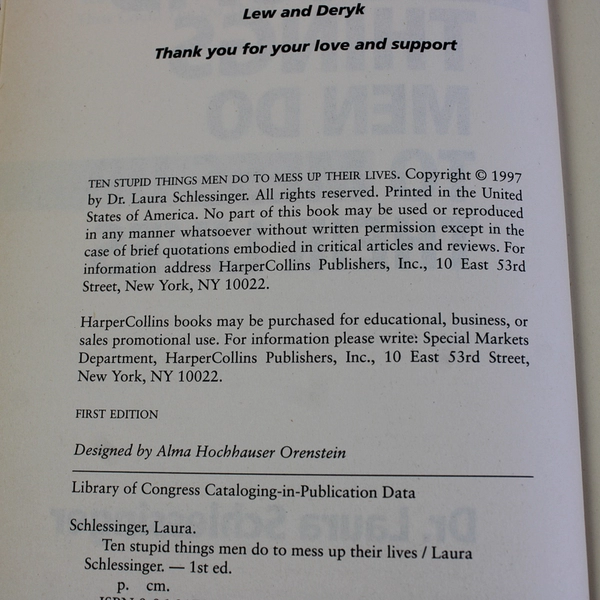 Lew and Deryk
Thank you for your love and support
TEN STUPID THINGS MEN DO TO MESS UP THEIR LIVES. Copyright © 1997
by Dr. Laura Schlessinger. All rights reserved. Printed in the United
States of America. No part of this book may be used or reproduced
in any manner whatsoever without written permission except in the
case of brief quotations embodied in critical articles and reviews. For
information address HarperCollins Publishers, Inc., 10 East 53rd
Street, New York, NY 10022.
HarperCollins books may be purchased for educational, business, or
sales promotional use. For information please write: Special Markets
Department, HarperCollins Publishers, Inc., 10 East 53rd Street,
New York, NY 10022.
FIRST EDITION
Designed by Alma Hochhauser Orenstein
Library of Congress Cataloging-in-Publication Data
Schlessinger, Laura.
Ten stupid things men do to mess up their lives / Laura
Schlessinger. — 1st ed.
p. cm.